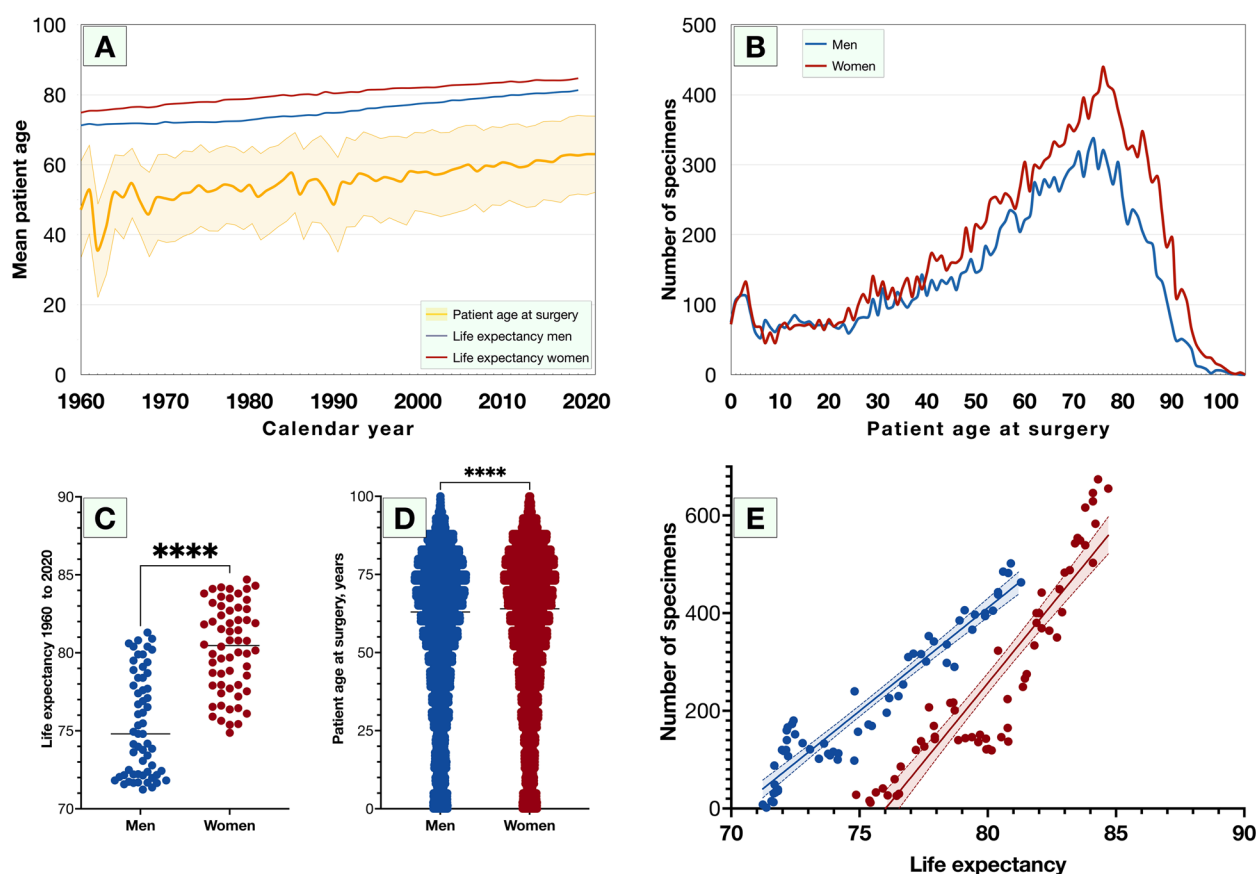 A
100
80
60
40
20
0
Mean patient age
Patient age at surgery
Life expectancy men
Life expectancy women
1960 1970 1980 1990 2000 2010 2020
Calendar year
B
Men
Women
500
400
300
200
100
0
Number of specimens
0 10 20 30 40 50 60 70 80 90 100
Patient age at surgery
C
****
90
85
80
75
70
Life expectancy 1960 to 2020
Men Women
D
****
100
75
50
25
0
Patient age at surgery, years
Men Women
E
600
400
200
0
Number of specimens
70 75 80 85 90
Life expectancy